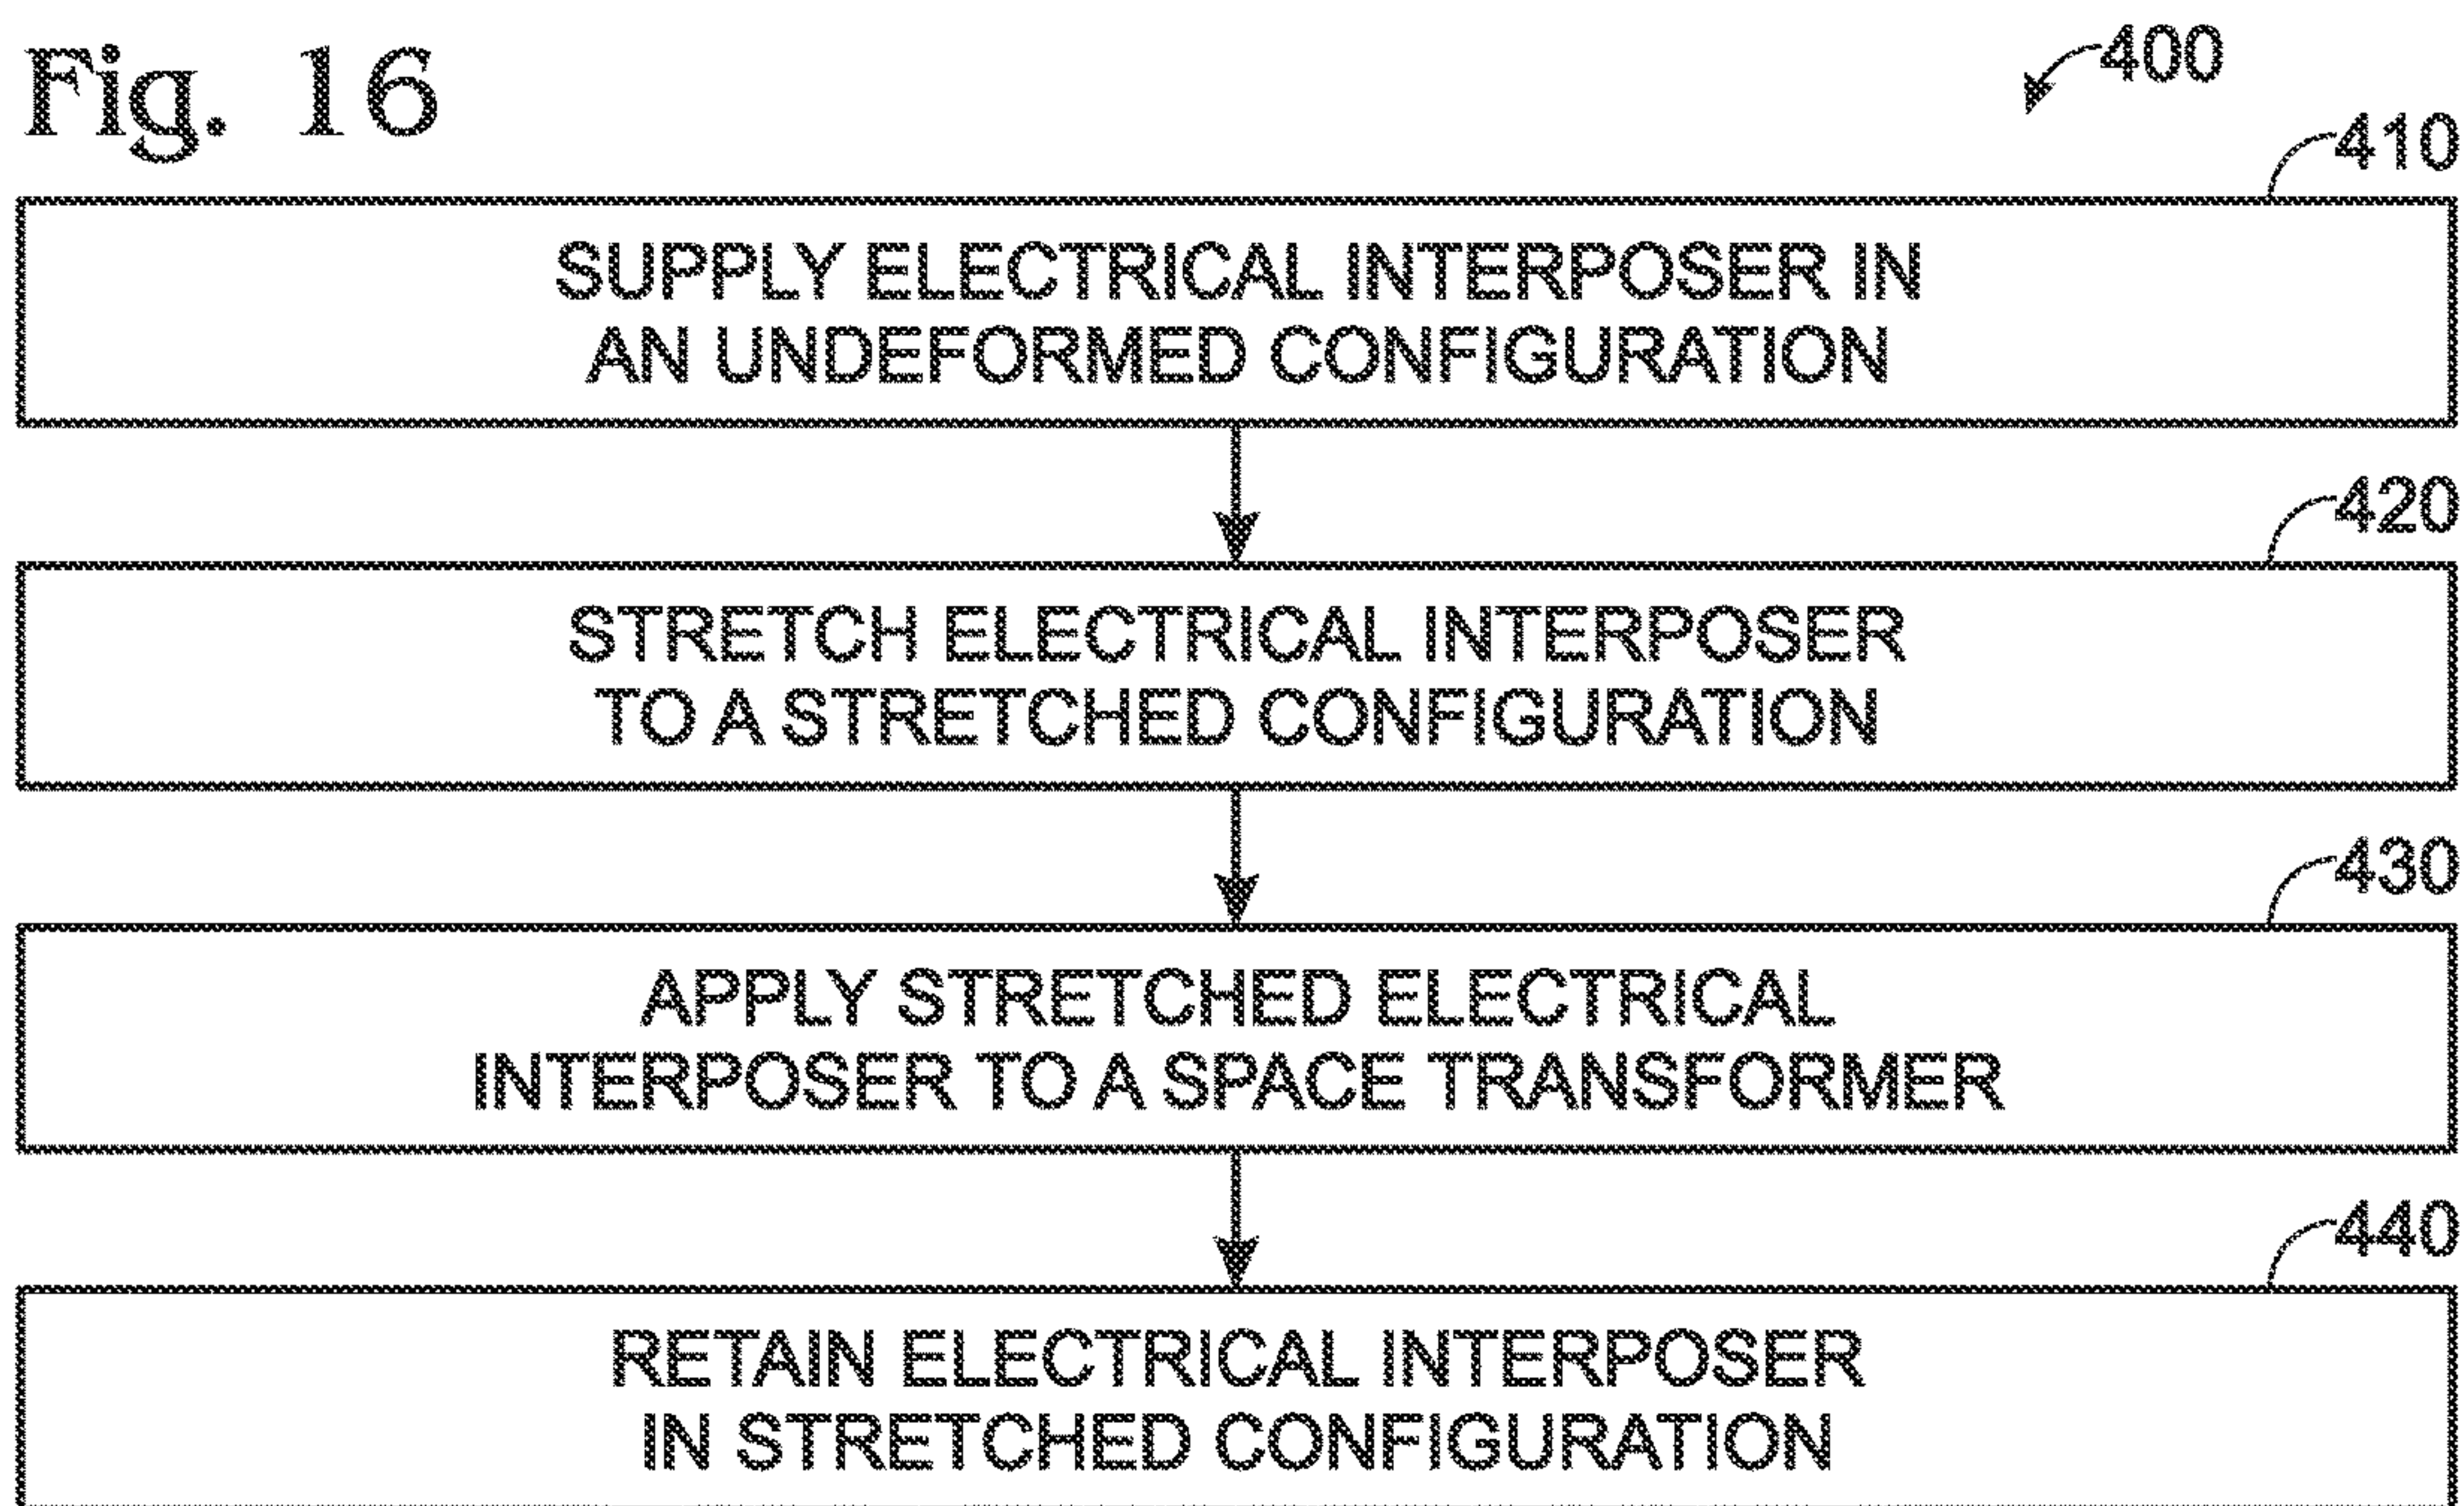 Fig. 16
400
410
SUPPLY ELECTRICAL INTERPOSER IN
AN UNDEFORMED CONFIGURATION
420
STRETCH ELECTRICAL INTERPOSER
TO A STRETCHED CONFIGURATION
430
APPLY STRETCHED ELECTRICAL
INTERPOSER TO A SPACE TRANSFORMER
440
RETAIN ELECTRICAL INTERPOSER
IN STRETCHED CONFIGURATION